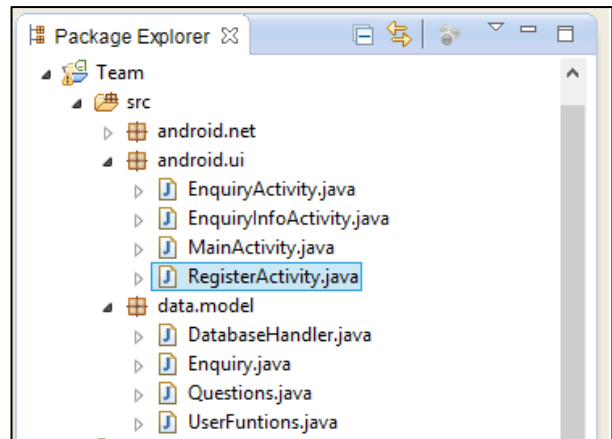 Package Explorer
Team
src
android.net
android.ui
EnquiryActivity.java
EnquiryInfoActivity.java
MainActivity.java
RegisterActivity.java
data.model
DatabaseHandler.java
Enquiry.java
Questions.java
UserFuntions.java